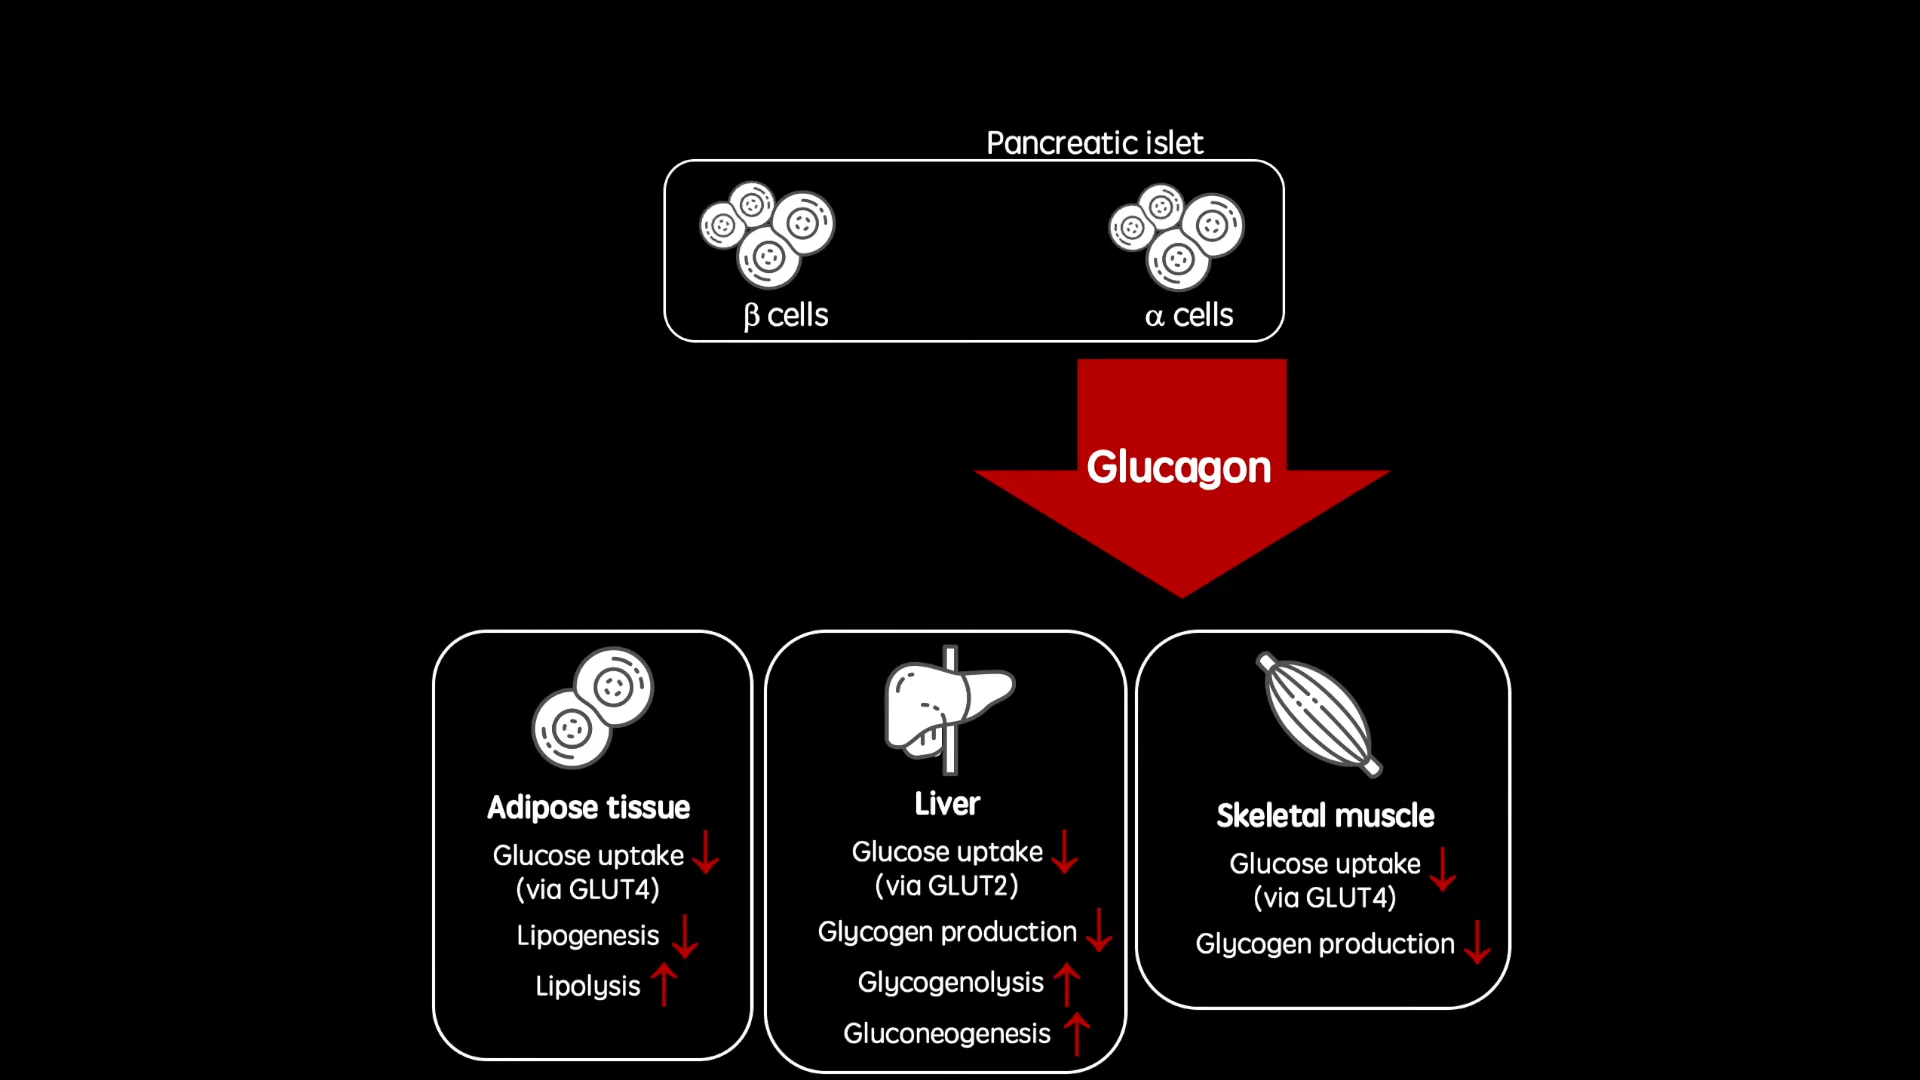 Pancreatic islet
β cells
α cells
Glucagon
Adipose tissue
Glucose uptake
(via GLUT4)
Lipogenesis
Lipolysis
Liver
Glucose uptake
(via GLUT2)
Glycogen production
Glycogenolysis
Gluconeogenesis
Skeletal muscle
Glucose uptake
(via GLUT4)
Glycogen production